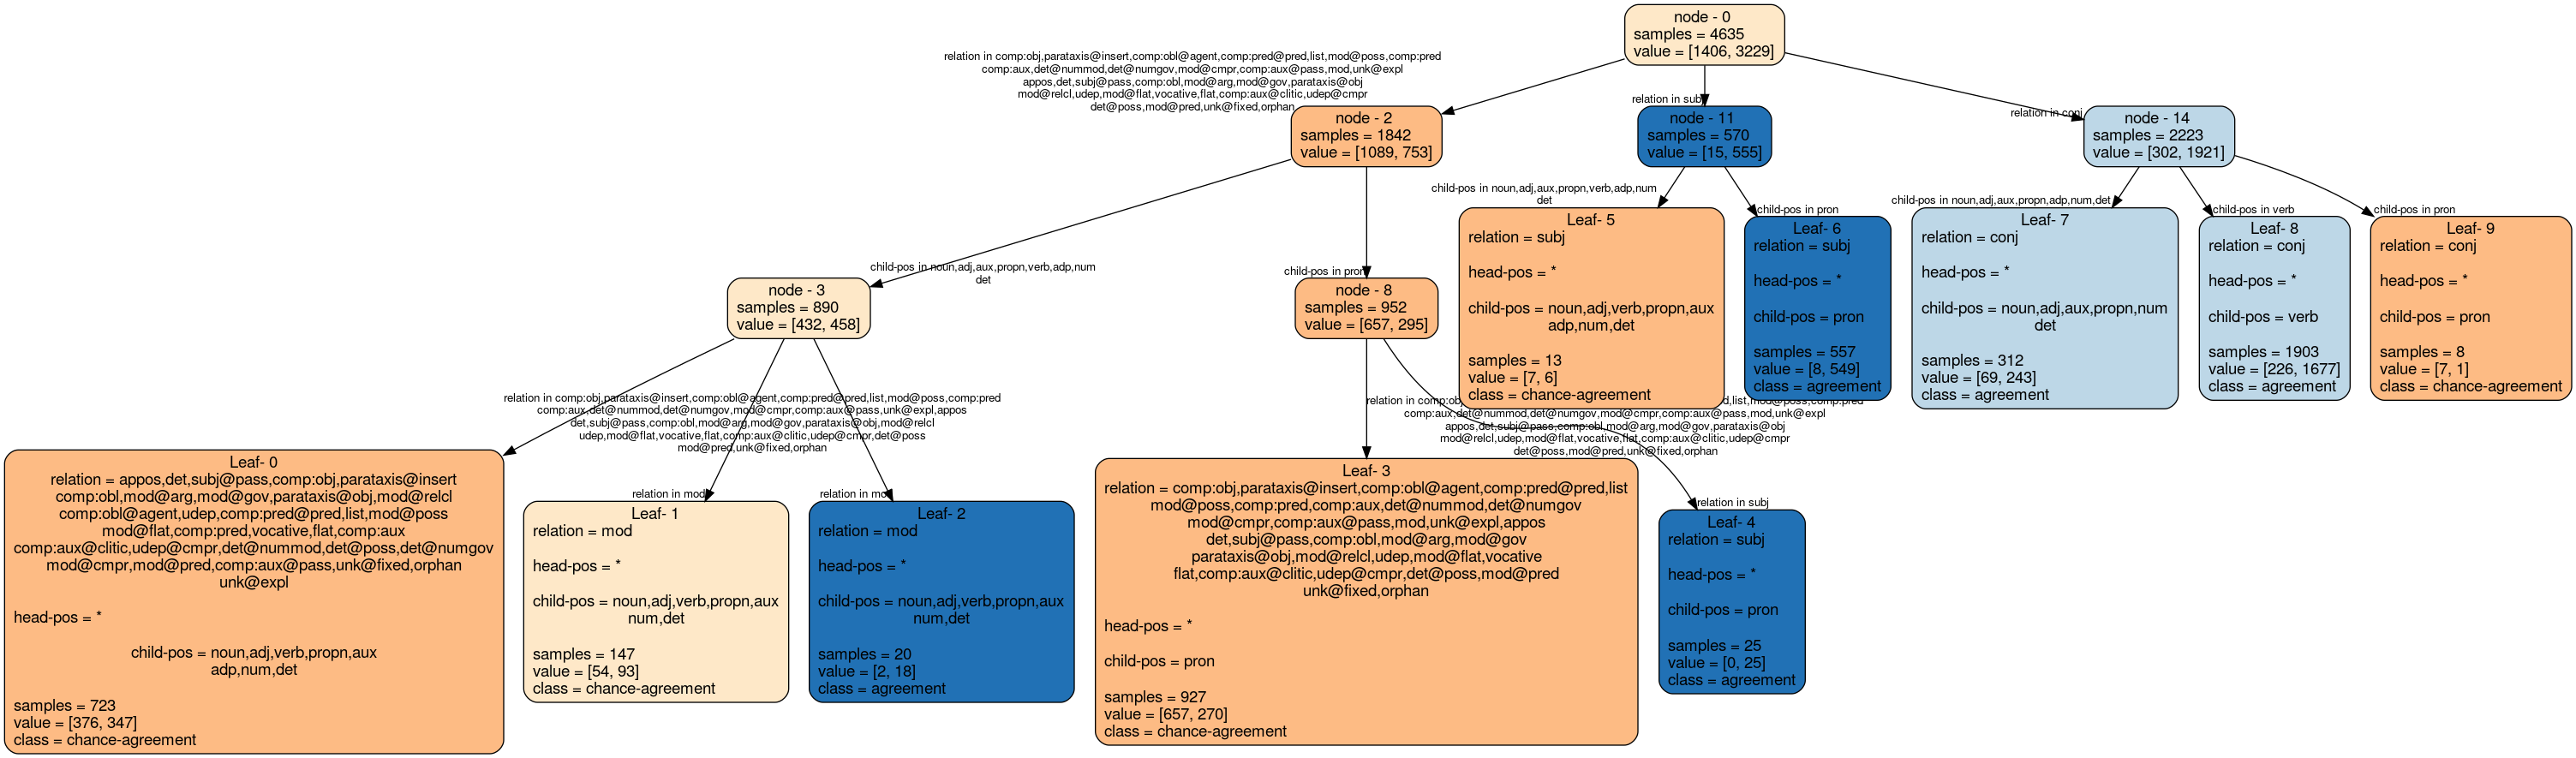 node - 0
samples = 4635
value = [1406, 3229]
relation in comp:obj,parataxis@insert,comp:obl@agent,comp:pred@pred,list,mod@poss,comp:pred
comp:aux,det@nummod,det@numgov,mod@cmpr,comp:aux@pass,mod,unk@expl
appos,det,subj@pass,comp:obl,mod@arg,mod@gov,parataxis@obj
mod@relcl,udep,mod@flat,vocative,flat,comp:aux@clitic,udep@cmpr
det@poss,mod@pred,unk@fixed,orphan
relation in subj
relation in conj
node - 2
samples = 1842
value = [1089, 753]
node - 11
samples = 570
value = [15, 555]
node - 14
samples = 2223
value = [302, 1921]
child-pos in noun,adj,aux,propn,verb,adp,num
det
child-pos in pron
child-pos in noun,adj,aux,propn,verb,adp,num
det
child-pos in pron
child-pos in noun,adj,aux,propn,adp,num,det
child-pos in verb
child-pos in pron
node - 3
samples = 890
value = [432, 458]
node - 8
samples = 952
value = [657, 295]
Leaf- 5
relation = subj
head-pos = *
child-pos = noun,adj,verb,propn,aux
adp,num,det
samples = 13
value = [7, 6]
class = chance-agreement
Leaf- 6
relation = subj
head-pos = *
child-pos = pron
samples = 557
value = [8, 549]
class = agreement
Leaf- 7
relation = conj
head-pos = *
child-pos = noun,adj,aux,propn,num
det
samples = 312
value = [69, 243]
class = agreement
Leaf- 8
relation = conj
head-pos = *
child-pos = verb
samples = 1903
value = [226, 1677]
class = agreement
Leaf- 9
relation = conj
head-pos = *
child-pos = pron
samples = 8
value = [7, 1]
class = chance-agreement
relation in comp:obj,parataxis@insert,comp:obl@agent,comp:pred@pred,list,mod@poss,comp:pred
comp:aux,det@nummod,det@numgov,mod@cmpr,comp:aux@pass,unk@expl,appos
det,subj@pass,comp:obl,mod@arg,mod@gov,parataxis@obj,mod@relcl
udep,mod@flat,vocative,flat,comp:aux@clitic,udep@cmpr,det@poss
mod@pred,unk@fixed,orphan
relation in mod
relation in mod
relation in comp:obj
comp:aux,det@nummod,det@numgov,mod@cmpr,comp:aux@pass,mod,unk@expl
appos,det,subj@pass,comp:obl,mod@arg,mod@gov,parataxis@obj
mod@relcl,udep,mod@flat,vocative,flat,comp:aux@clitic,udep@cmpr
det@poss,mod@pred,unk@fixed,orphan
relation in subj
Leaf- 0
relation = appos,det,subj@pass,comp:obj,parataxis@insert
comp:obl,mod@arg,mod@gov,parataxis@obj,mod@relcl
comp:obl@agent,udep,comp:pred@pred,list,mod@poss
mod@flat,comp:pred,vocative,flat,comp:aux
comp:aux@clitic,udep@cmpr,det@nummod,det@poss,det@numgov
mod@cmpr,mod@pred,comp:aux@pass,unk@fixed,orphan
unk@expl
head-pos = *
child-pos = noun,adj,verb,propn,aux
adp,num,det
samples = 723
value = [376, 347]
class = chance-agreement
Leaf- 1
relation = mod
head-pos = *
child-pos = noun,adj,verb,propn,aux
num,det
samples = 147
value = [54, 93]
class = chance-agreement
Leaf- 2
relation = mod
head-pos = *
child-pos = noun,adj,verb,propn,aux
num,det
samples = 20
value = [2, 18]
class = agreement
Leaf- 3
relation = comp:obj,parataxis@insert,comp:obl@agent,comp:pred@pred,list
mod@poss,comp:pred,comp:aux,det@nummod,det@numgov
mod@cmpr,comp:aux@pass,mod,unk@expl,appos
det,subj@pass,comp:obl,mod@arg,mod@gov
parataxis@obj,mod@relcl,udep,mod@flat,vocative
flat,comp:aux@clitic,udep@cmpr,det@poss,mod@pred
unk@fixed,orphan
head-pos = *
child-pos = pron
samples = 927
value = [657, 270]
class = chance-agreement
Leaf- 4
relation = subj
head-pos = *
child-pos = pron
samples = 25
value = [0, 25]
class = agreement